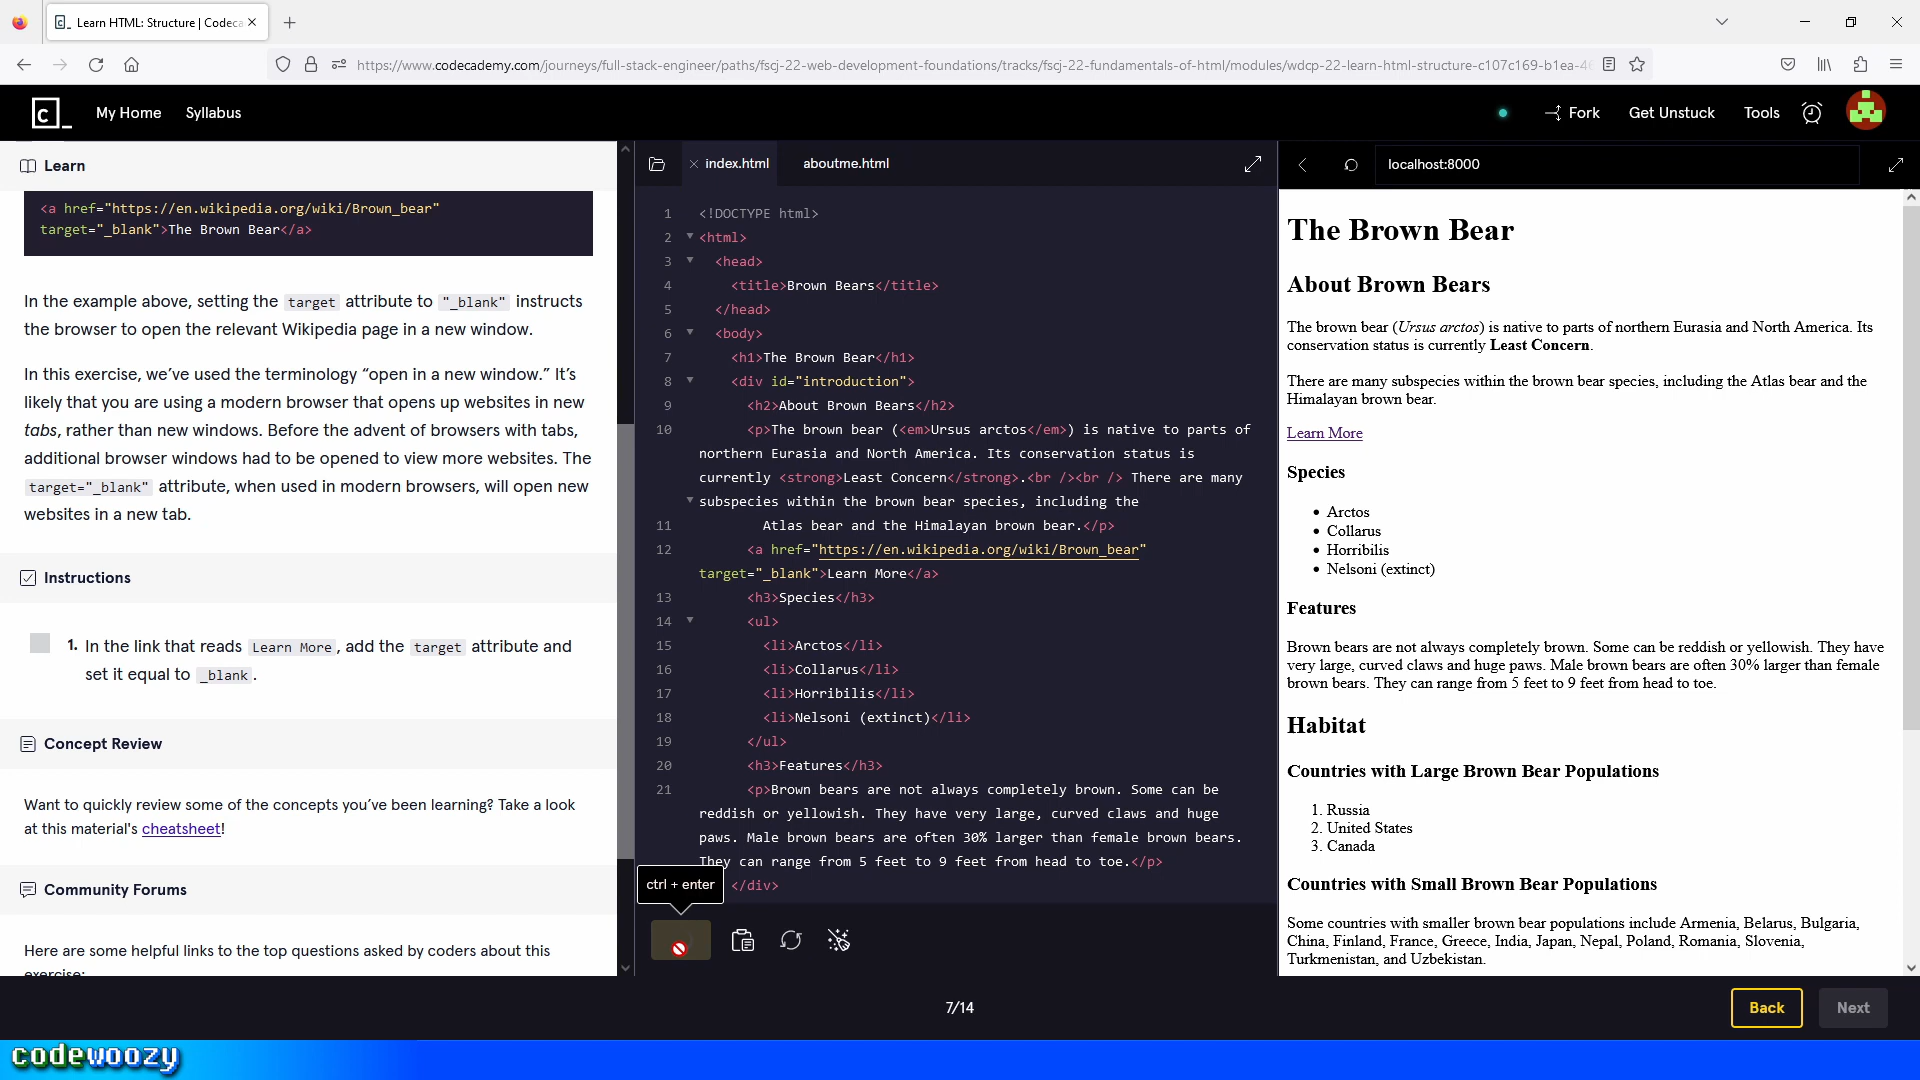 Learn HTML: Structure | Codeca
https://www.codecademy.com/journeys/full-stack-engineer/paths/fscj-22-web-development-foundations/tracks/fscj-22-fundamentals-of-html/modules/wdcp-22-learn-html-structure-c107c169-b1ea-4
My Home
Syllabus
Fork
Get Unstuck
Tools
Learn
<a href="https://en.wikipedia.org/wiki/Brown_bear"
target="_blank">The Brown Bear</a>
In the example above, setting the target attribute to "_blank" instructs
the browser to open the relevant Wikipedia page in a new window.
In this exercise, we’ve used the terminology “open in a new window.” It’s
likely that you are using a modern browser that opens up websites in new
tabs, rather than new windows. Before the advent of browsers with tabs,
additional browser windows had to be opened to view more websites. The
target="_blank" attribute, when used in modern browsers, will open new
websites in a new tab.
Instructions
1. In the link that reads Learn More, add the target attribute and
set it equal to _blank.
Concept Review
Want to quickly review some of the concepts you’ve been learning? Take a look
at this material's cheatsheet!
Community Forums
Here are some helpful links to the top questions asked by coders about this
exercise:
index.html
aboutme.html
1 <!DOCTYPE html>
2 <html>
3 <head>
4 <title>Brown Bears</title>
5 </head>
6 <body>
7 <h1>The Brown Bear</h1>
8 <div id="introduction">
9 <h2>About Brown Bears</h2>
10 <p>The brown bear (<em>Ursus arctos</em>) is native to parts of
northern Eurasia and North America. Its conservation status is
currently <strong>Least Concern</strong>.<br /><br /> There are many
subspecies within the brown bear species, including the
11 Atlas bear and the Himalayan brown bear.</p>
12 <a href="https://en.wikipedia.org/wiki/Brown_bear"
target="_blank">Learn More</a>
13 <h3>Species</h3>
14 <ul>
15 <li>Arctos</li>
16 <li>Collarus</li>
17 <li>Horribilis</li>
18 <li>Nelsoni (extinct)</li>
19 </ul>
20 <h3>Features</h3>
21 <p>Brown bears are not always completely brown. Some can be
reddish or yellowish. They have very large, curved claws and huge
paws. Male brown bears are often 30% larger than female brown bears.
They can range from 5 feet to 9 feet from head to toe.</p>
</div>
ctrl + enter
localhost:8000
The Brown Bear
About Brown Bears
The brown bear (Ursus arctos) is native to parts of northern Eurasia and North America. Its
conservation status is currently Least Concern.
There are many subspecies within the brown bear species, including the Atlas bear and the
Himalayan brown bear.
Learn More
Species
Arctos
Collarus
Horribilis
Nelsoni (extinct)
Features
Brown bears are not always completely brown. Some can be reddish or yellowish. They have
very large, curved claws and huge paws. Male brown bears are often 30% larger than female
brown bears. They can range from 5 feet to 9 feet from head to toe.
Habitat
Countries with Large Brown Bear Populations
1. Russia
2. United States
3. Canada
Countries with Small Brown Bear Populations
Some countries with smaller brown bear populations include Armenia, Belarus, Bulgaria,
China, Finland, France, Greece, India, Japan, Nepal, Poland, Romania, Slovenia,
Turkmenistan, and Uzbekistan.
7/14
Back
Next
codewoozy